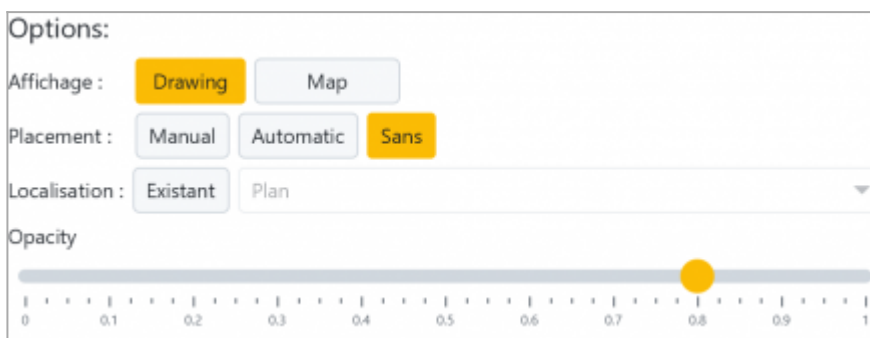 Options:
Affichage : Drawing Map
Placement : Manual Automatic Sans
Localisation : Existant Plan
Opacity
0 0.1 0.2 0.3 0.4 0.5 0.6 0.7 0.8 0.9 1